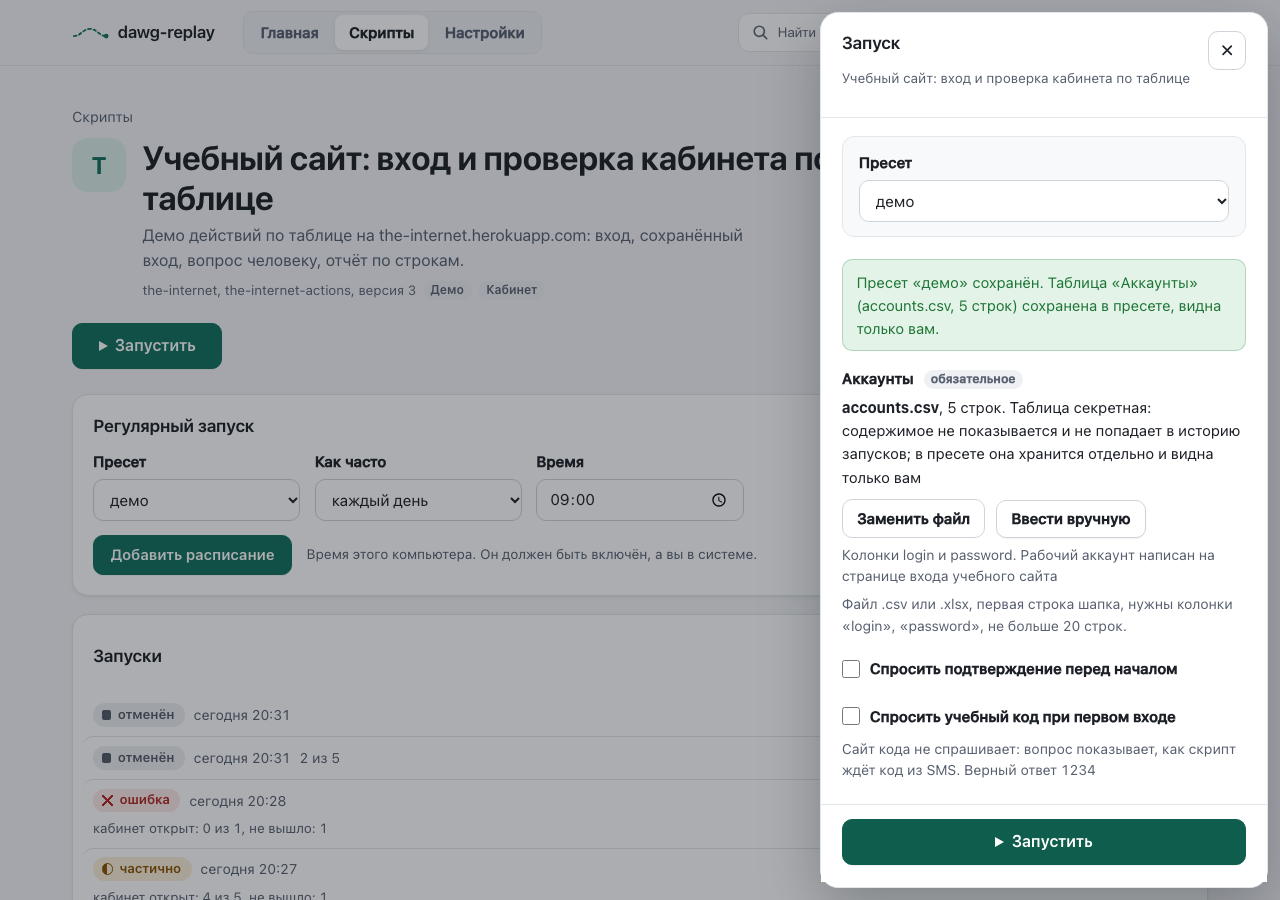 dawg-replay
Главная
Скрипты
Настройки
Найти
Скрипты
Т
Учебный сайт: вход и проверка кабинета по
таблице
Демо действий по таблице на the-internet.herokuapp.com: вход, сохранённый
вход, вопрос человеку, отчёт по строкам.
the-internet, the-internet-actions, версия 3 Демо Кабинет
Запустить
Регулярный запуск
Пресет Как часто Время
демо каждый день 09:00
Добавить расписание Время этого компьютера. Он должен быть включён, а вы в системе.
Запуски
отменён сегодня 20:31
отменён сегодня 20:31 2 из 5
ошибка сегодня 20:28
кабинет открыт: 0 из 1, не вышло: 1
частично сегодня 20:27
кабинет открыт: 4 из 5, не вышло: 1
Запуск
Учебный сайт: вход и проверка кабинета по таблице
Пресет
демо
Пресет «демо» сохранён. Таблица «Аккаунты»
(accounts.csv, 5 строк) сохранена в пресете, видна
только вам.
Аккаунты обязательное
accounts.csv, 5 строк. Таблица секретная:
содержимое не показывается и не попадает в историю
запусков; в пресете она хранится отдельно и видна
только вам
Заменить файл Ввести вручную
Колонки login и password. Рабочий аккаунт написан на
странице входа учебного сайта
Файл .csv или .xlsx, первая строка шапка, нужны колонки
«login», «password», не больше 20 строк.
Спросить подтверждение перед началом
Спросить учебный код при первом входе
Сайт кода не спрашивает: вопрос показывает, как скрипт
ждёт код из SMS. Верный ответ 1234
Запустить